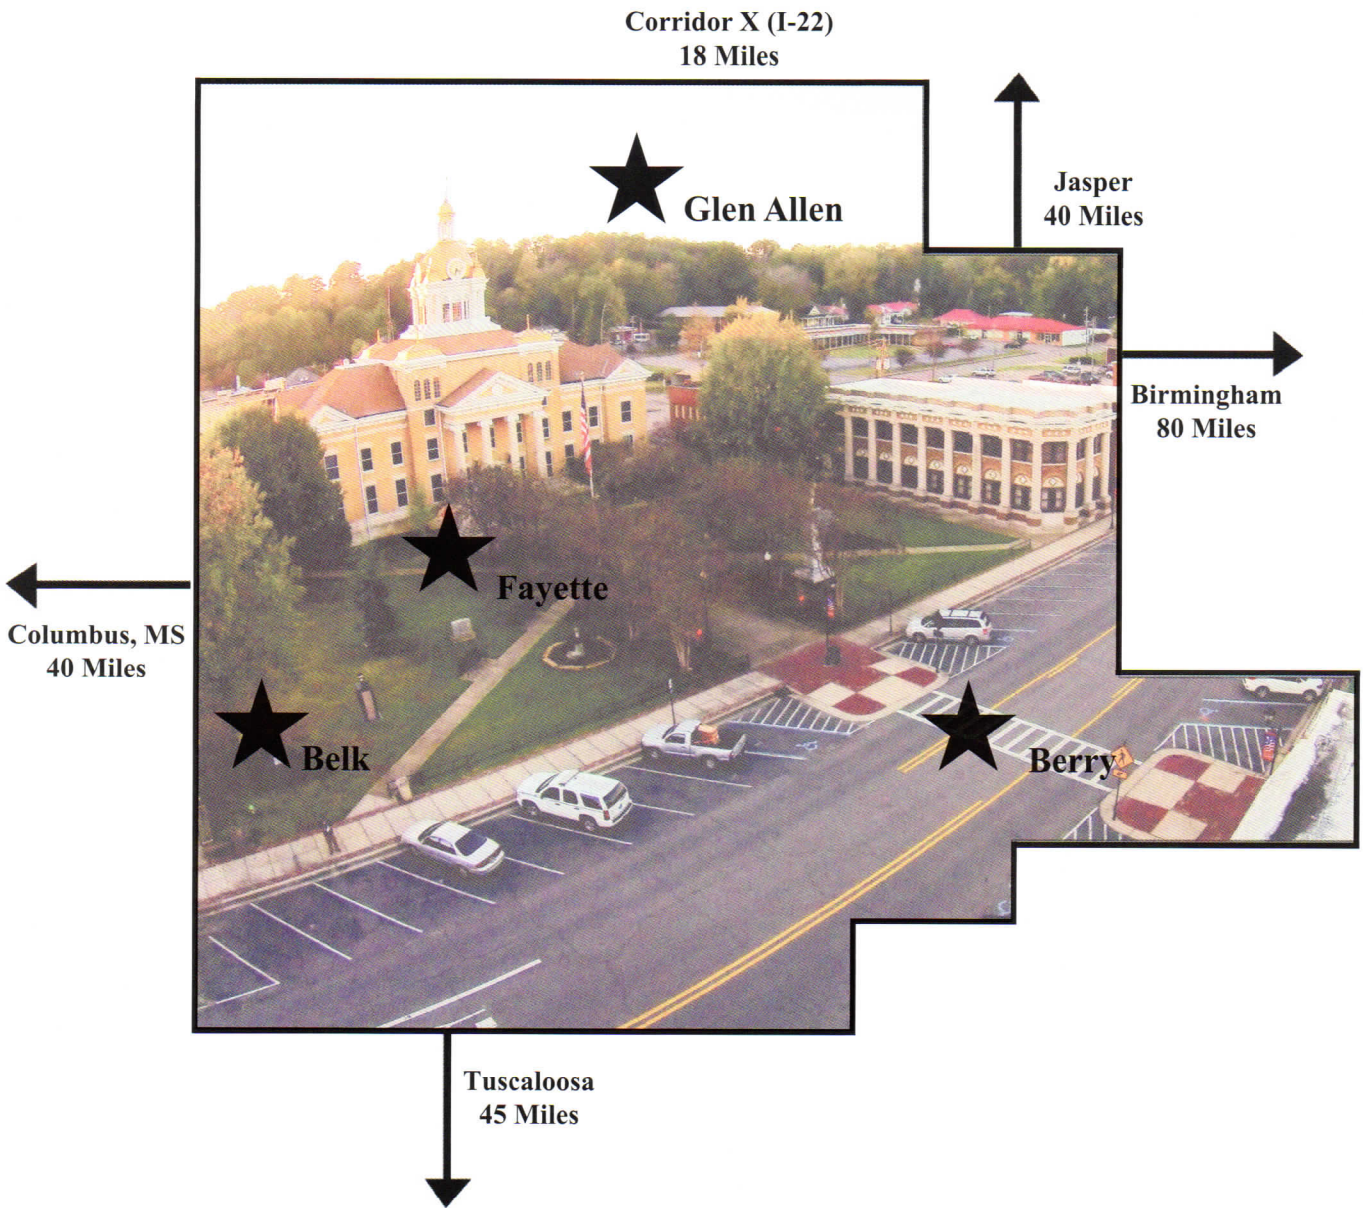 Corridor X (I-22)
18 Miles
Jasper
40 Miles
Glen Allen
Birmingham
80 Miles
Fayette
Columbus, MS
40 Miles
Belk
Berry
Tuscaloosa
45 Miles